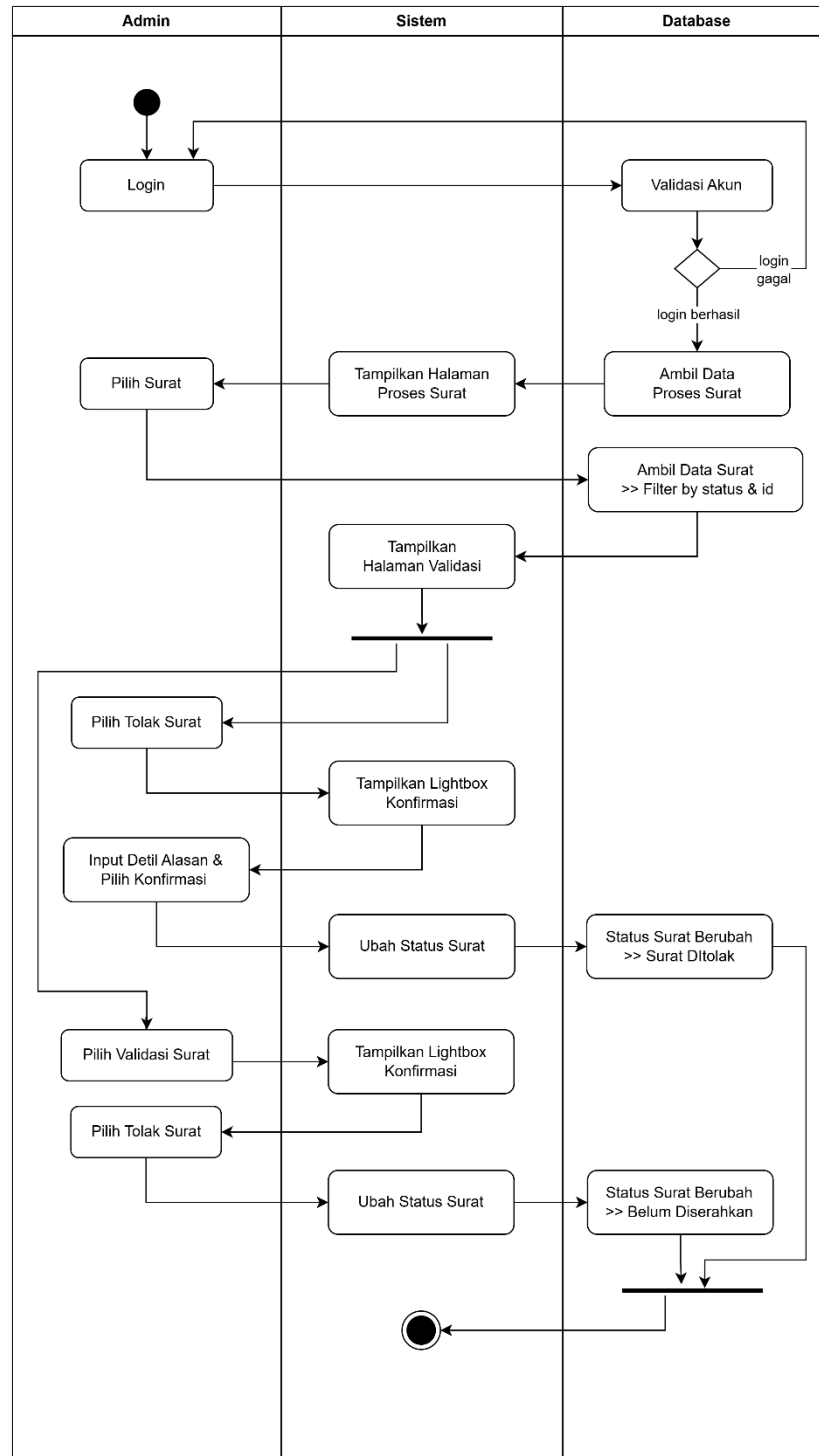 Admin
Sistem
Database
Login
Validasi Akun
login
gagal
login berhasil
Pilih Surat
Tampilkan Halaman
Proses Surat
Ambil Data
Proses Surat
Ambil Data Surat
>> Filter by status & id
Tampilkan
Halaman Validasi
Pilih Tolak Surat
Tampilkan Lightbox
Konfirmasi
Input Detil Alasan &
Pilih Konfirmasi
Ubah Status Surat
Status Surat Berubah
>> Surat DItolak
Pilih Validasi Surat
Tampilkan Lightbox
Konfirmasi
Pilih Tolak Surat
Ubah Status Surat
Status Surat Berubah
>> Belum Diserahkan